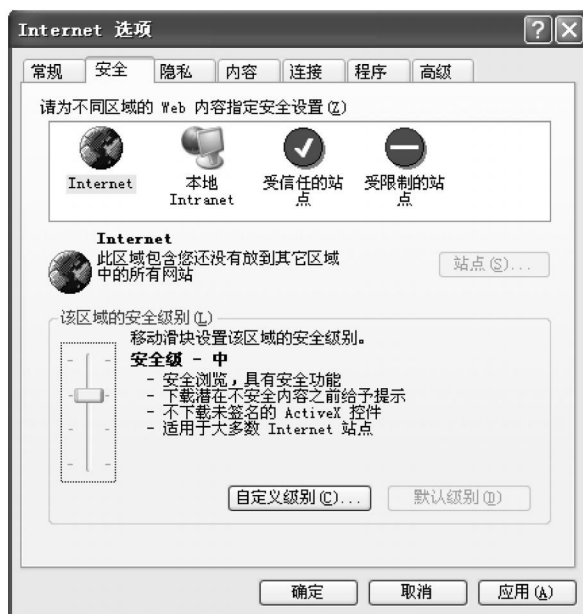 Internet 选项
常规 安全 隐私 内容 连接 程序 高级
请为不同区域的 Web 内容指定安全设置(Z)
Internet 本地 受信任的站 受限制的站
Intranet 点 点
Internet
此区域包含您还没有放到其它区域
中的所有网站
站点(S)...
该区域的安全级别(L)
移动滑块设置该区域的安全级别。
安全级 - 中
- 安全浏览,具有安全功能
- 下载潜在不安全内容之前给予提示
- 不下载未签名的 ActiveX 控件
- 适用于大多数 Internet 站点
自定义级别(C)... 默认级别(D)
确定 取消 应用(A)